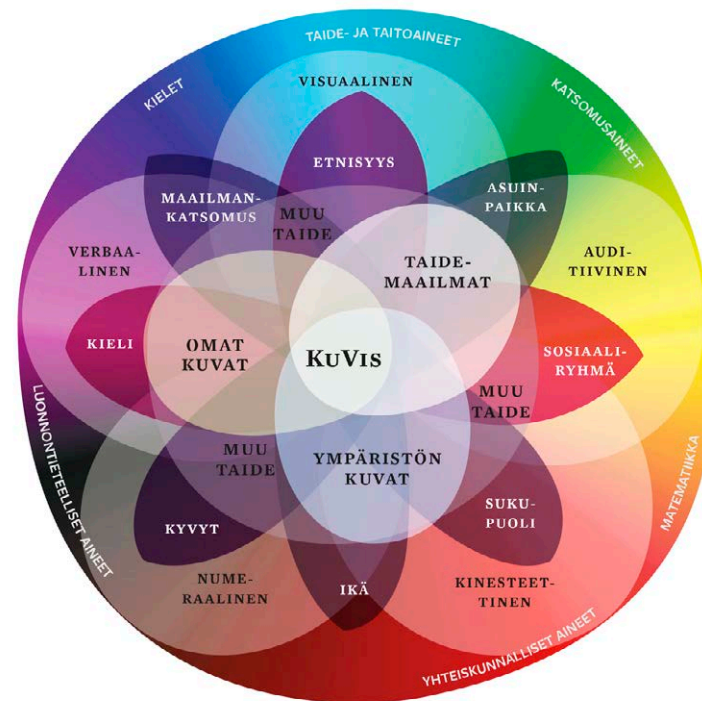 TAIDE- JA TAITOAINEET
KIELET
KATSOMUSAINEET
VISUAALINEN
ETNISYYS
MAAILMAN-
KATSOMUS
ASUIN-
PAIKKA
MUU
TAIDE
VERBAA-
LINEN
TAIDE-
MAAILMAT
AUDI-
TIIVINEN
KIELI
OMAT
KUVAT
KUVIS
SOSIAALI-
RYHMÄ
MUU
TAIDE
LUONNONTIETEELLISET AINEET
MUU
TAIDE
YMPÄRISTÖN
KUVAT
MATEMATIIKKA
KYVYT
SUKU-
PUOLI
NUME-
RAALINEN
IKÄ
KINESTEET-
TINEN
YHTEISKUNNALLISET AINEET